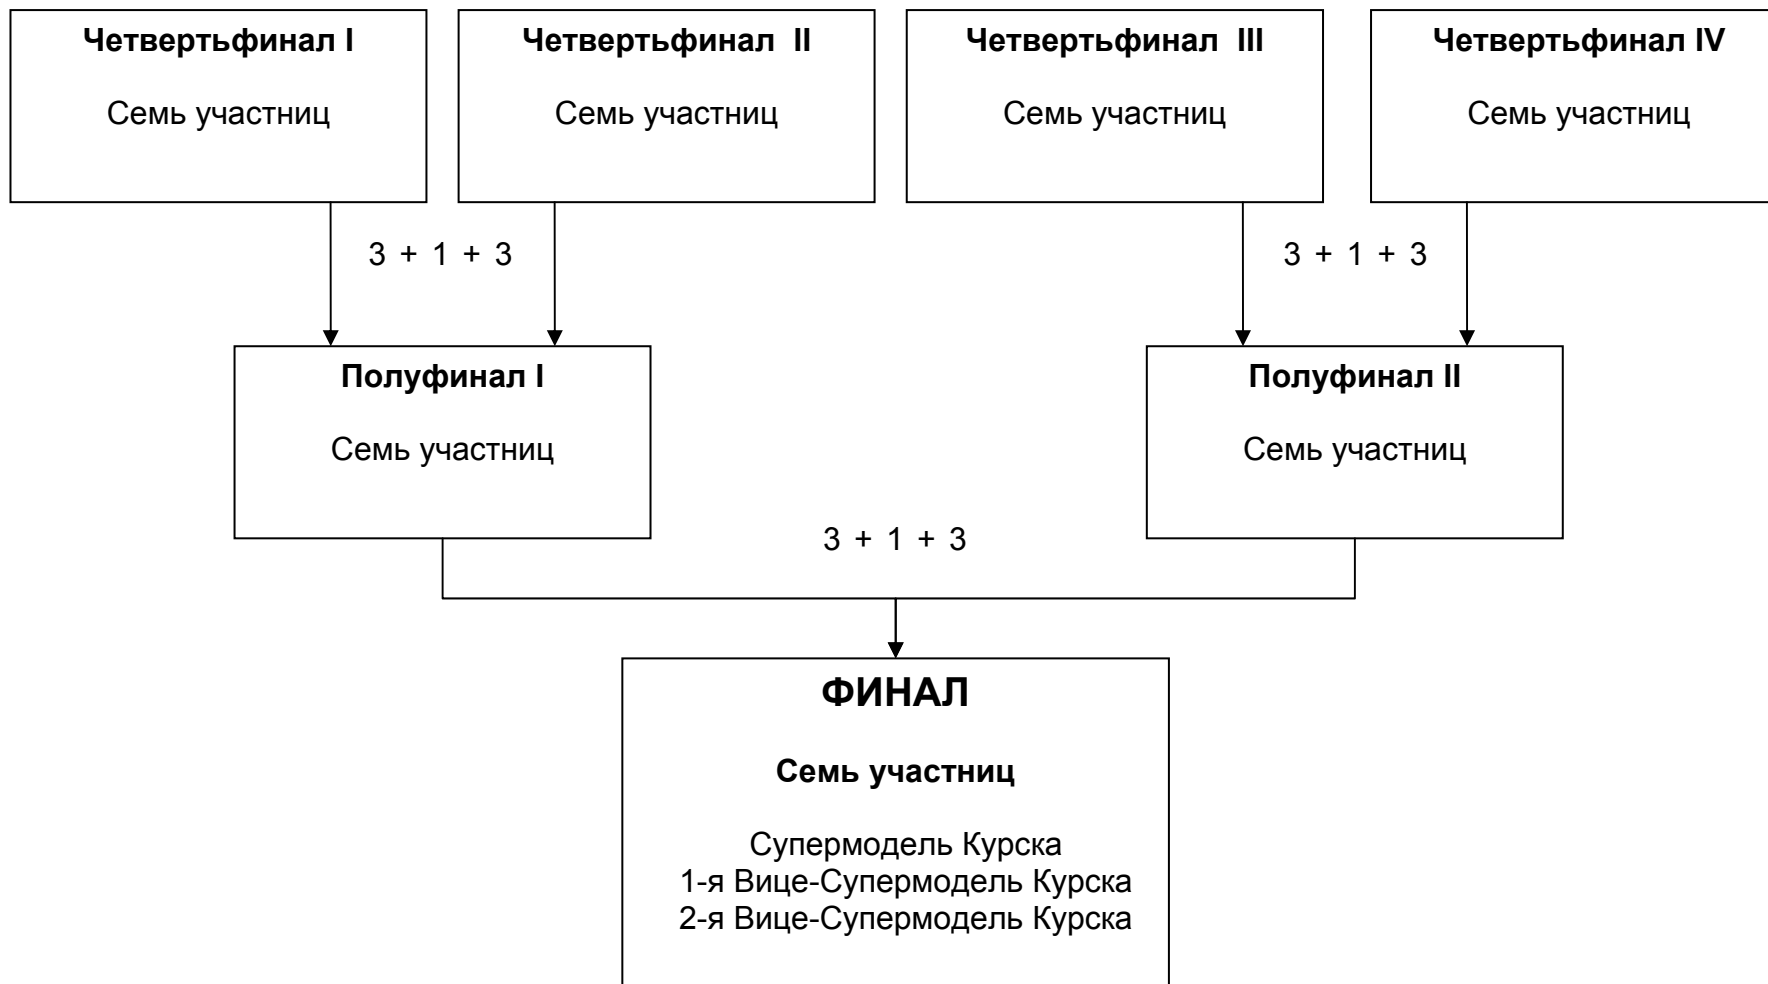 Четвертьфинал I
Семь участниц
Четвертьфинал II
Семь участниц
Четвертьфинал III
Семь участниц
Четвертьфинал IV
Семь участниц
3 + 1 + 3
3 + 1 + 3
Полуфинал I
Семь участниц
Полуфинал II
Семь участниц
3 + 1 + 3
ФИНАЛ
Семь участниц
Супермодель Курска
1-я Вице-Супермодель Курска
2-я Вице-Супермодель Курска